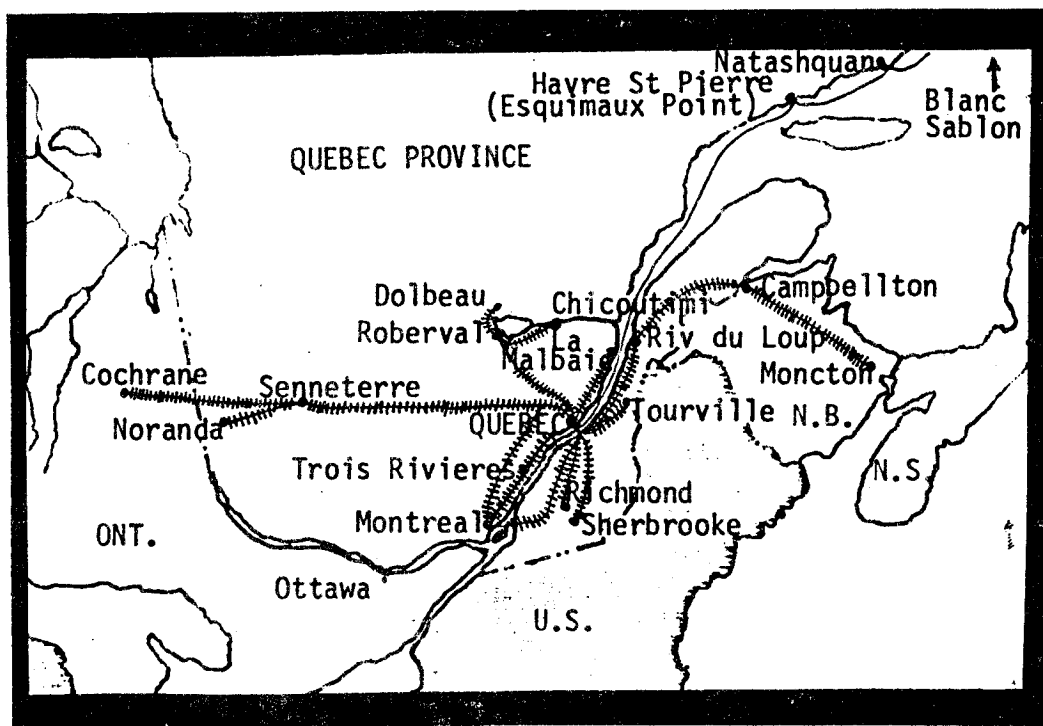 Natashquan
Havre St Pierre
(Esquimaux Point)
Blanc
Sablon
QUEBEC PROVINCE
Dolbeau
Chicoutimi
Campbellton
Roberval
La
Malbaie
Riv du Loup
Moncton
Cochrane
Senneterre
Noranda
QUEBEC
Tourville
N.B.
Trois Rivieres
N.S.
Richmond
Montreal
Sherbrooke
ONT.
Ottawa
U.S.